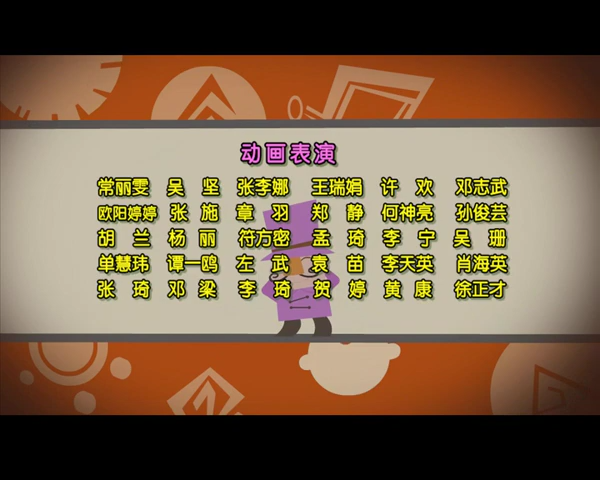 动画表演
常丽雯 吴 坚 张李娜 王瑞娟 许 欢 邓志武
欧阳婷婷 张 施 章 羽 郑 静 何神亮 孙俊芸
胡 兰 杨 丽 符方密 孟 琦 李 宁 吴 珊
单慧玮 谭一鸥 左 武 袁 苗 李天英 肖海英
张 琦 邓 梁 李 琦 贺 婷 黄 康 徐正才